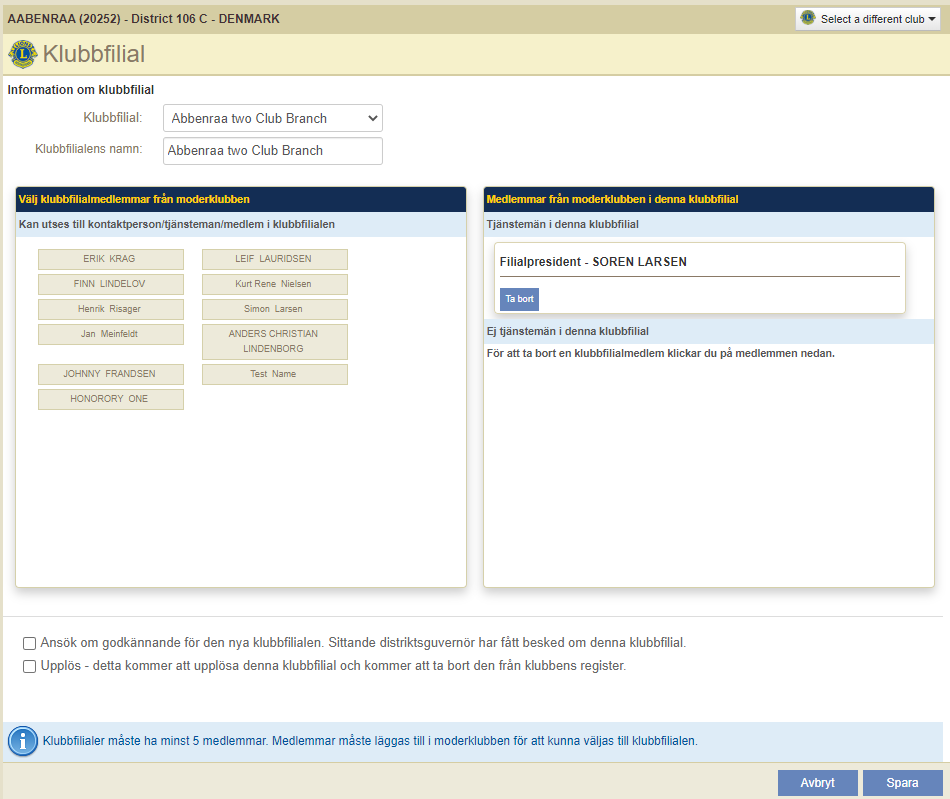 AABENRAA (20252) - District 106 C - DENMARK
Select a different club
Klubbfilial
Information om klubbfilial
Klubbfilial:
Abbenraa two Club Branch
Klubbfilialens namn:
Abbenraa two Club Branch
Välj klubbfilialmedlemmar från moderklubben
Kan utses till kontaktperson/tjänsteman/medlem i klubbfilialen
ERIK KRAG
LEIF LAURIDSEN
FINN LINDELOV
Kurt Rene Nielsen
Henrik Risager
Simon Larsen
Jan Meinfeldt
ANDERS CHRISTIAN
LINDENBORG
JOHNNY FRANDSEN
Test Name
HONORORY ONE
Medlemmar från moderklubben i denna klubbfilial
Tjänstemän i denna klubbfilial
Filialpresident - SOREN LARSEN
Ta bort
Ej tjänstemän i denna klubbfilial
För att ta bort en klubbfilialmedlem klickar du på medlemmen nedan.
Ansök om godkännande för den nya klubbfilialen. Sittande distriktsguvernör har fått besked om denna klubbfilial.
Upplös - detta kommer att upplösa denna klubbfilial och kommer att ta bort den från klubbens register.
Klubbfilialer måste ha minst 5 medlemmar. Medlemmar måste läggas till i moderklubben för att kunna väljas till klubbfilialen.
Avbryt
Spara